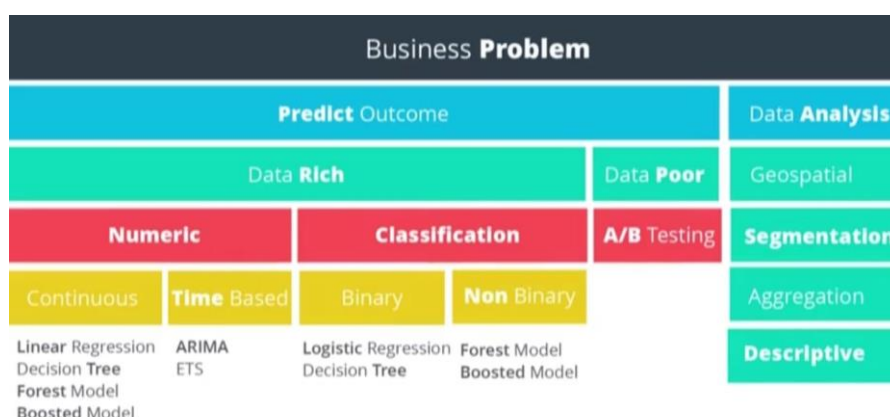 Business Problem
Predict Outcome
Data Analysis
Data Rich
Data Poor
Geospatial
Numeric
Classification
A/B Testing
Segmentation
Continuous
Time Based
Binary
Non Binary
Aggregation
Linear Regression
Decision Tree
Forest Model
Boosted Model
ARIMA
ETS
Logistic Regression
Decision Tree
Forest Model
Boosted Model
Descriptive